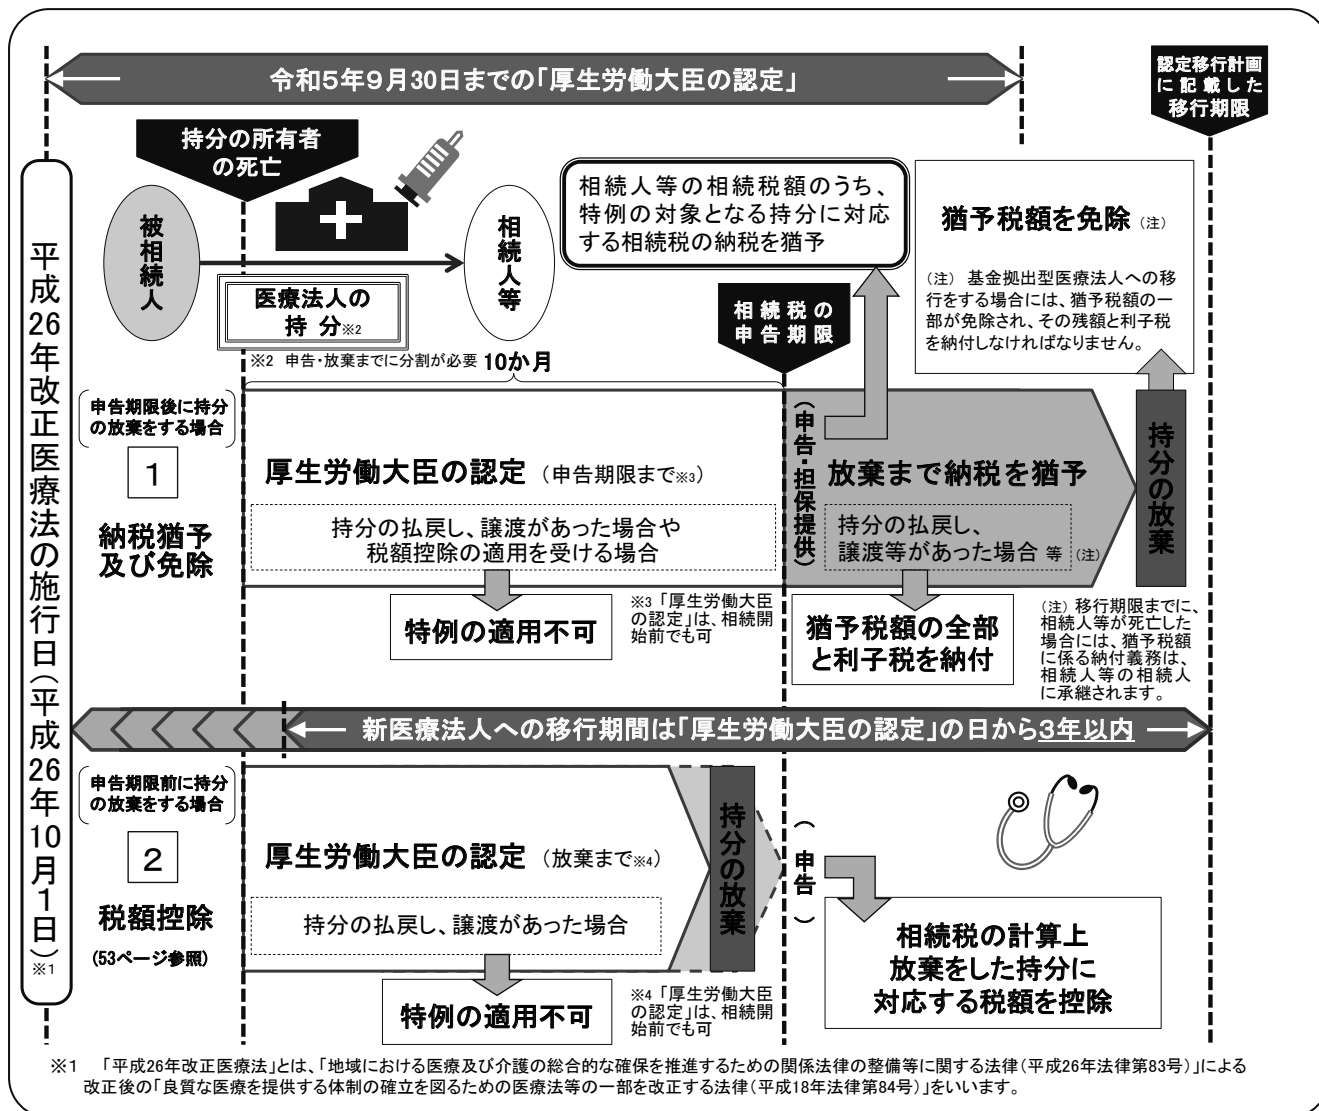 令和5年9月30日までの「厚生労働大臣の認定」
認定移行計画
に記載した
移行期限
持分の所有者
の死亡
平成26年改正医療法の施行日(平成26年10月1日)※1
被相続人
相続人等
医療法人の
持 分※2
※2 申告・放棄までに分割が必要
10か月
相続人等の相続税額のうち、
特例の対象となる持分に対応
する相続税の納税を猶予
相続税の
申告期限
猶予税額を免除(注)
(注) 基金拠出型医療法人への移
行をする場合には、猶予税額の一
部が免除され、その残額と利子税
を納付しなければなりません。
申告期限後に持分
の放棄をする場合
1
納税猶予
及び免除
厚生労働大臣の認定(申告期限まで※3)
持分の払戻し、譲渡があった場合や
税額控除の適用を受ける場合
特例の適用不可
※3「厚生労働大臣
の認定」は、相続開
始前でも可
(申告・担保提供)
放棄まで納税を猶予
持分の払戻し、
譲渡等があった場合 等(注)
猶予税額の全部
と利子税を納付
持分の放棄
(注)移行期限までに、
相続人等が死亡した
場合には、猶予税額
に係る納付義務は、
相続人等の相続人
に承継されます。
新医療法人への移行期間は「厚生労働大臣の認定」の日から3年以内
申告期限前に持分
の放棄をする場合
2
税額控除
(53ページ参照)
厚生労働大臣の認定(放棄まで※4)
持分の払戻し、譲渡があった場合
特例の適用不可
※4「厚生労働大臣
の認定」は、相続開
始前でも可
持分の放棄
(申告)
相続税の計算上
放棄をした持分に
対応する税額を控除
※1 「平成26年改正医療法」とは、「地域における医療及び介護の総合的な確保を推進するための関係法律の整備等に関する法律(平成26年法律第83号)」による
改正後の「良質な医療を提供する体制の確立を図るための医療法等の一部を改正する法律(平成18年法律第84号)」をいいます。